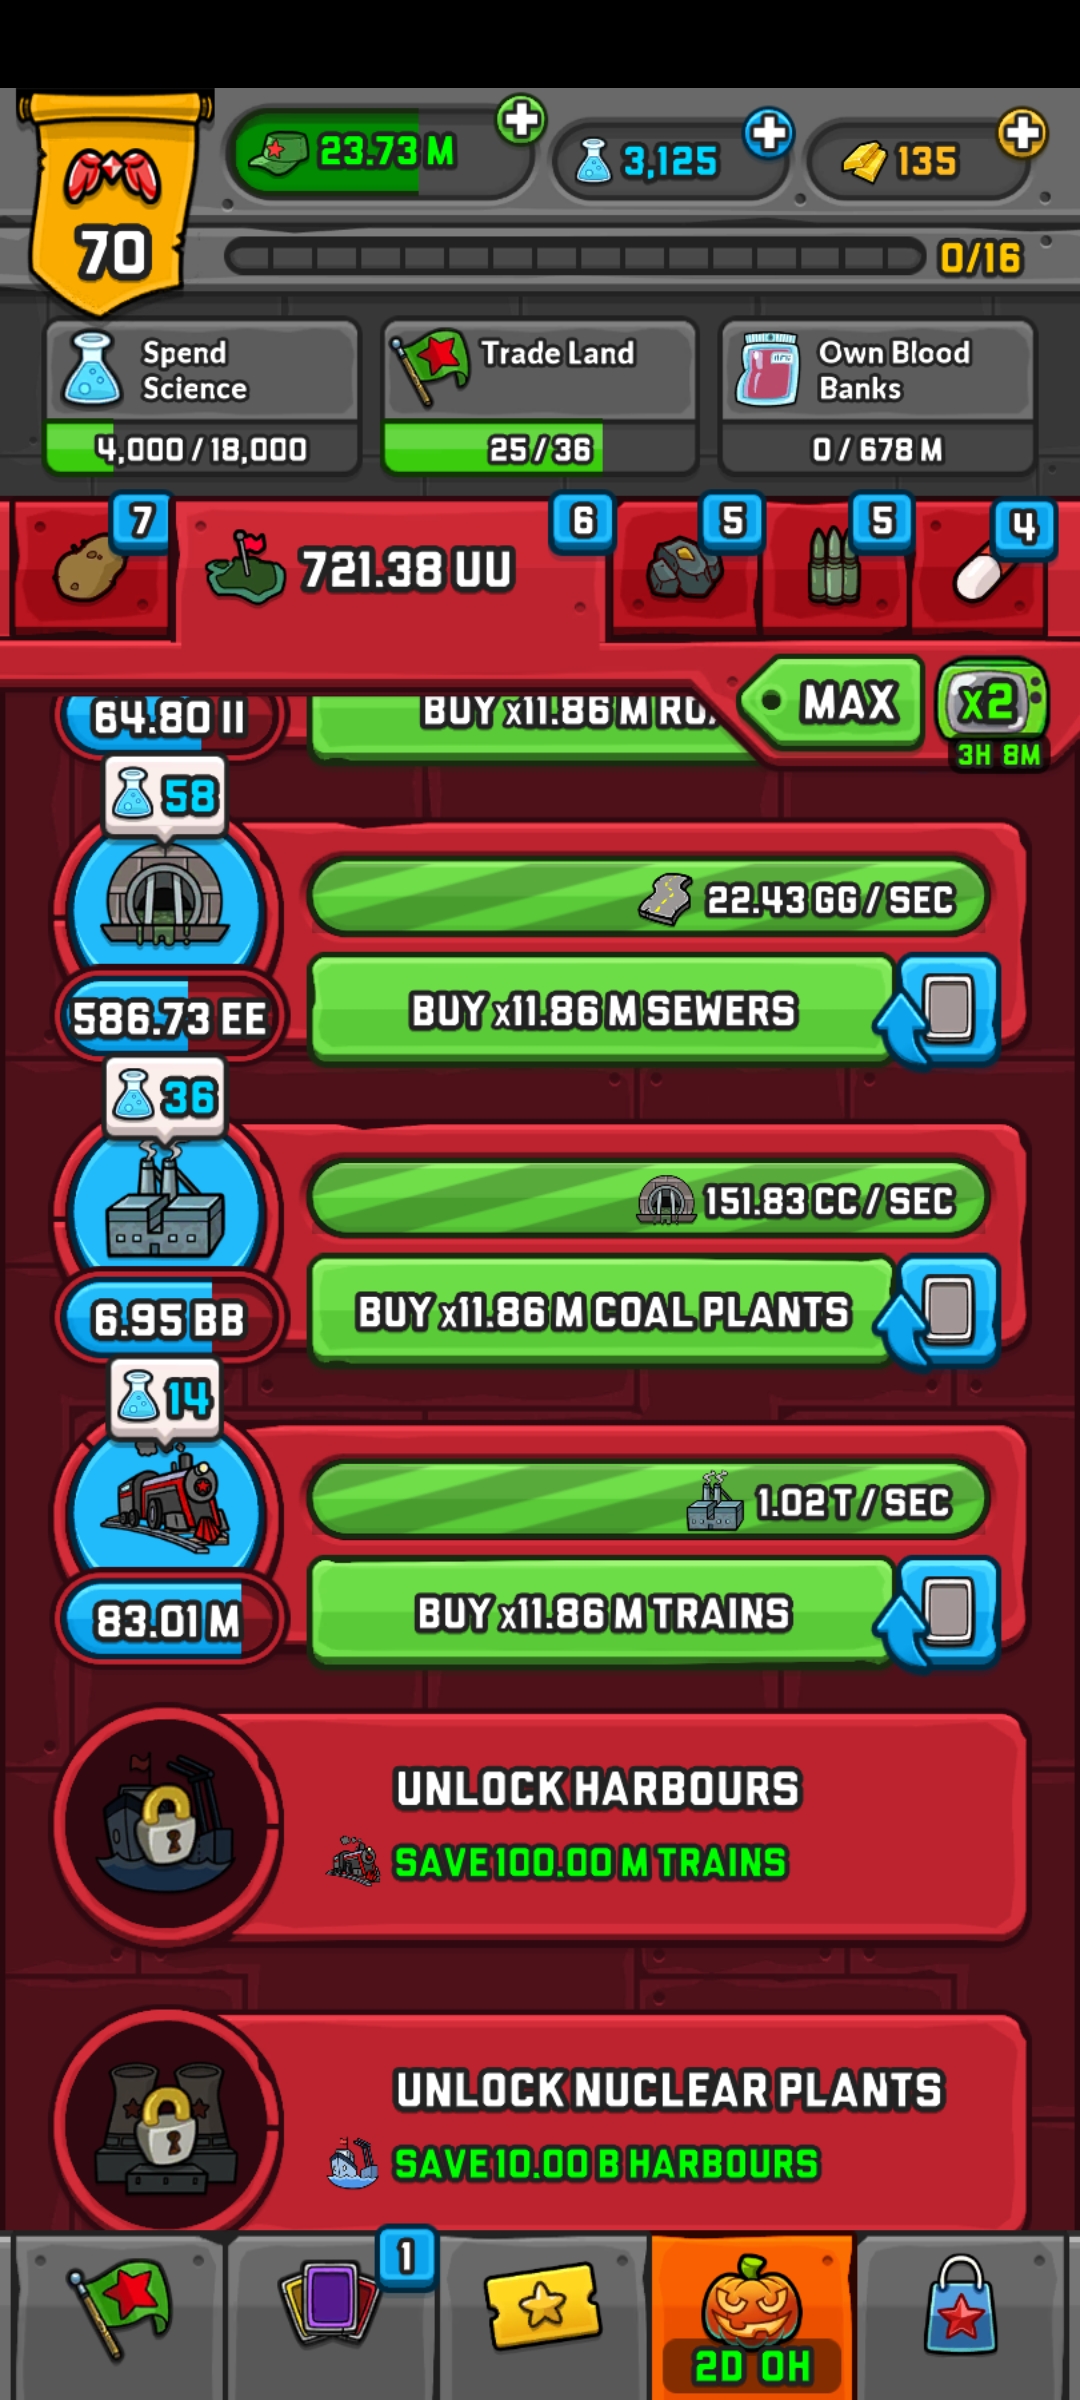 23.73 M
3,125
135
70
0/16
Spend
Science
4,000 / 18,000
Trade Land
25 / 36
Own Blood
Banks
0 / 678 M
7
721.38 UU
6
5
5
4
MAX
x2
3H 8M
64.80 II
BUY x11.86 M
58
22.43 GG / SEC
586.73 EE
BUY x11.86 M SEWERS
36
151.83 CC / SEC
6.95 BB
BUY x11.86 M COAL PLANTS
14
1.02 T / SEC
83.01 M
BUY x11.86 M TRAINS
UNLOCK HARBOURS
SAVE 100.00 M TRAINS
UNLOCK NUCLEAR PLANTS
SAVE 10.00 B HARBOURS
1
2D 0H